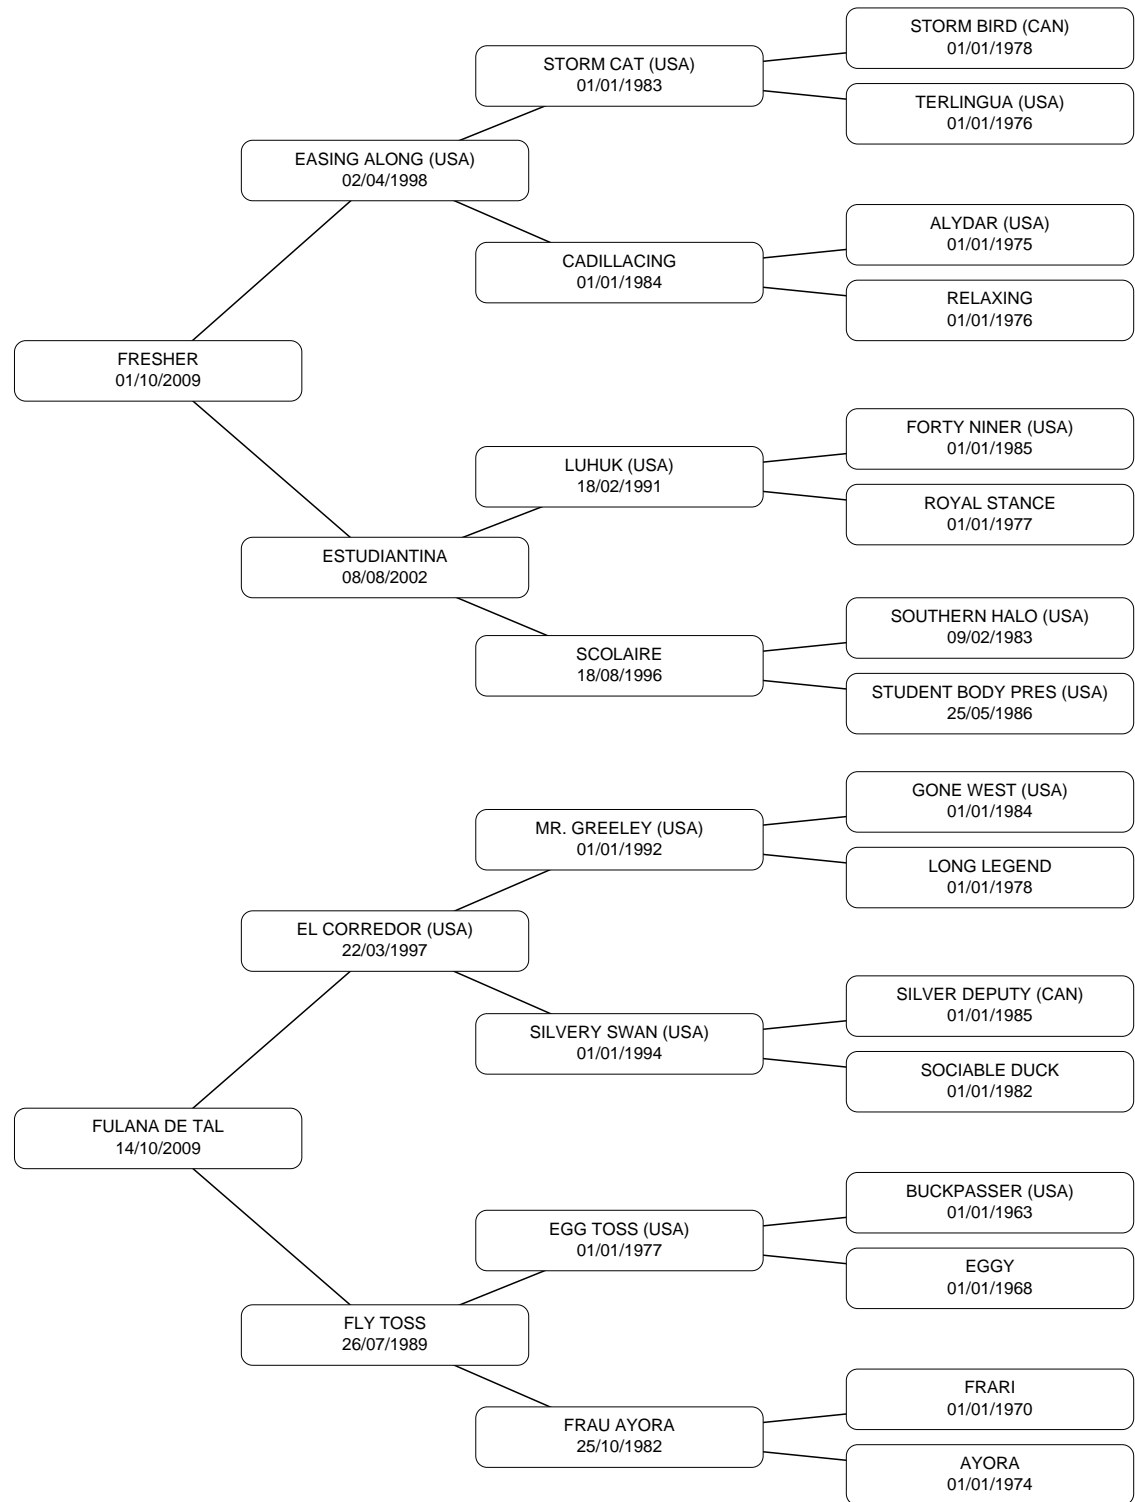 STORM BIRD (CAN)
01/01/1978
STORM CAT (USA)
01/01/1983
TERLINGUA (USA)
01/01/1976
EASING ALONG (USA)
02/04/1998
ALYDAR (USA)
01/01/1975
CADILLACING
01/01/1984
RELAXING
01/01/1976
FRESHER
01/10/2009
FORTY NINER (USA)
01/01/1985
LUHUK (USA)
18/02/1991
ROYAL STANCE
01/01/1977
ESTUDIANTINA
08/08/2002
SOUTHERN HALO (USA)
09/02/1983
SCOLAIRE
18/08/1996
STUDENT BODY PRES (USA)
25/05/1986
GONE WEST (USA)
01/01/1984
MR. GREELEY (USA)
01/01/1992
LONG LEGEND
01/01/1978
EL CORREDOR (USA)
22/03/1997
SILVER DEPUTY (CAN)
01/01/1985
SILVERY SWAN (USA)
01/01/1994
SOCIABLE DUCK
01/01/1982
FULANA DE TAL
14/10/2009
BUCKPASSER (USA)
01/01/1963
EGG TOSS (USA)
01/01/1977
EGGY
01/01/1968
FLY TOSS
26/07/1989
FRARI
01/01/1970
FRAU AYORA
25/10/1982
AYORA
01/01/1974